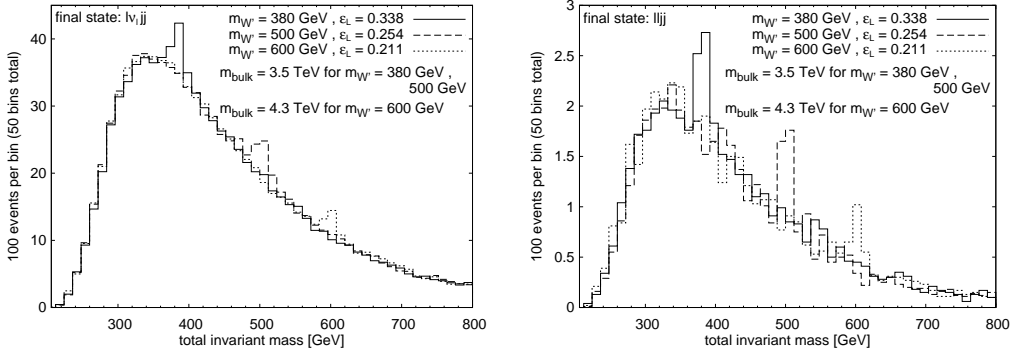 final state: lνₗjj
m_W' = 380 GeV , ε_L = 0.338
m_W' = 500 GeV , ε_L = 0.254
m_W' = 600 GeV , ε_L = 0.211
m_bulk = 3.5 TeV for m_W' = 380 GeV ,
500 GeV
m_bulk = 4.3 TeV for m_W' = 600 GeV
100 events per bin (50 bins total)
40
30
20
10
0
300 400 500 600 700 800
total invariant mass [GeV]
final state: lljj
m_W' = 380 GeV , ε_L = 0.338
m_W' = 500 GeV , ε_L = 0.254
m_W' = 600 GeV , ε_L = 0.211
m_bulk = 3.5 TeV for m_W' = 380 GeV ,
500 GeV
m_bulk = 4.3 TeV for m_W' = 600 GeV
100 events per bin (50 bins total)
3
2.5
2
1.5
1
0.5
0
300 400 500 600 700 800
total invariant mass [GeV]